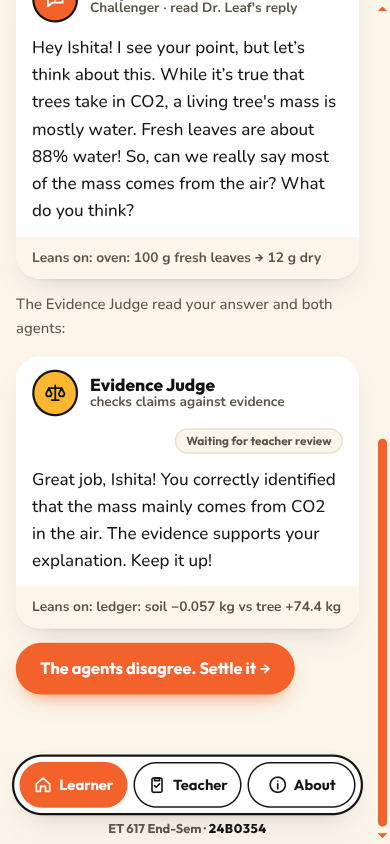 Challenger · read Dr. Leaf's reply
Hey Ishita! I see your point, but let’s
think about this. While it’s true that
trees take in CO2, a living tree's mass is
mostly water. Fresh leaves are about
88% water! So, can we really say most
of the mass comes from the air? What
do you think?
Leans on: oven: 100 g fresh leaves → 12 g dry
The Evidence Judge read your answer and both
agents:
Evidence Judge
checks claims against evidence
Waiting for teacher review
Great job, Ishita! You correctly identified
that the mass mainly comes from CO2
in the air. The evidence supports your
explanation. Keep it up!
Leans on: ledger: soil −0.057 kg vs tree +74.4 kg
The agents disagree. Settle it →
Learner
Teacher
About
ET 617 End-Sem · 24B0354